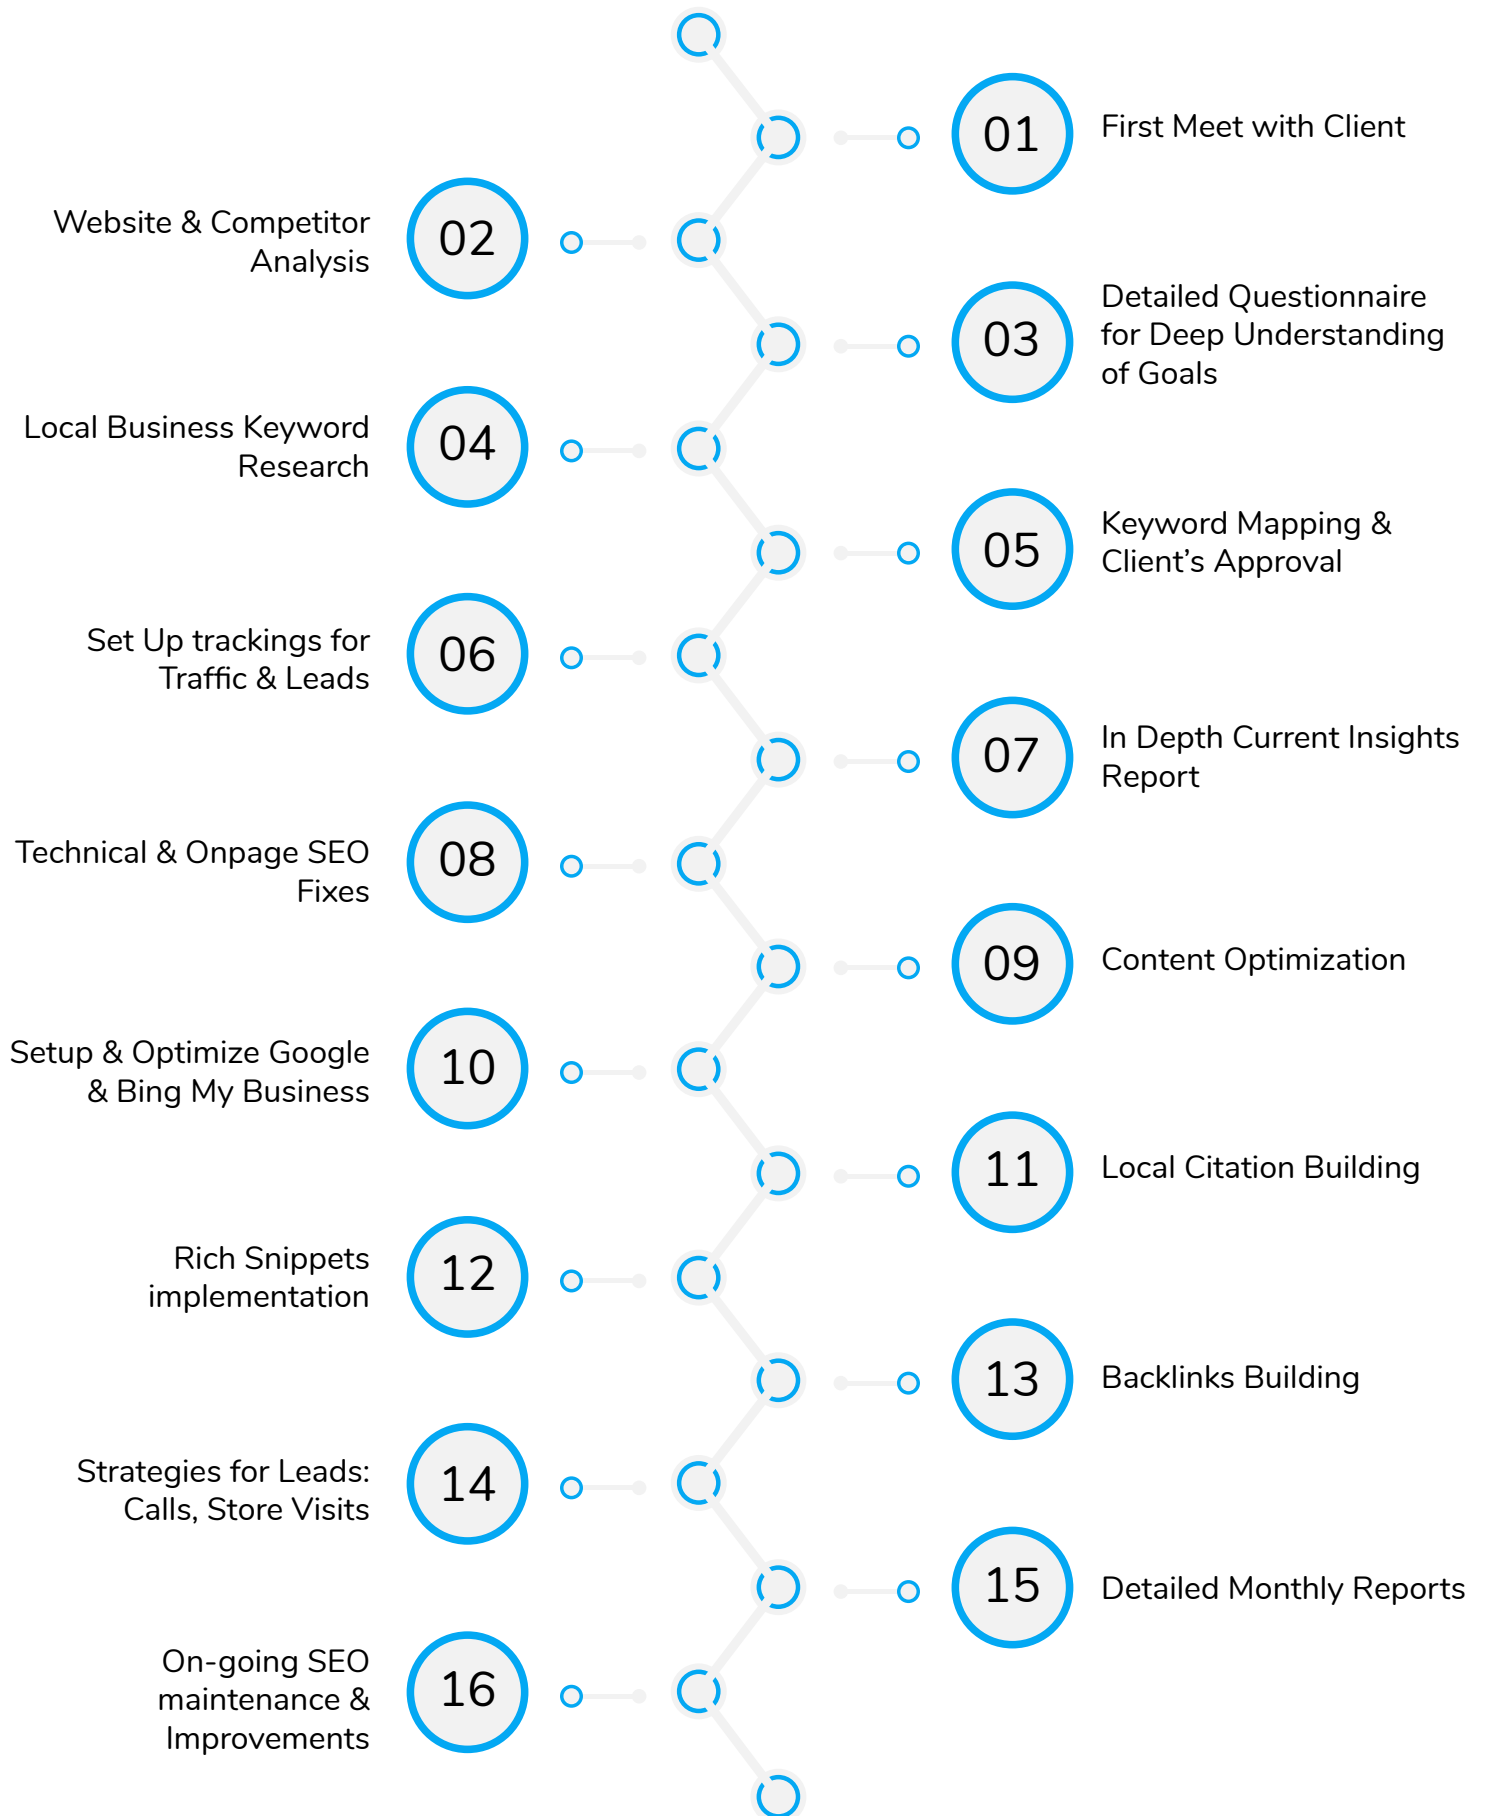 01
First Meet with Client
02
Website & Competitor
Analysis
03
Detailed Questionnaire
for Deep Understanding
of Goals
04
Local Business Keyword
Research
05
Keyword Mapping &
Client’s Approval
06
Set Up trackings for
Traffic & Leads
07
In Depth Current Insights
Report
08
Technical & Onpage SEO
Fixes
09
Content Optimization
10
Setup & Optimize Google
& Bing My Business
11
Local Citation Building
12
Rich Snippets
implementation
13
Backlinks Building
14
Strategies for Leads:
Calls, Store Visits
15
Detailed Monthly Reports
16
On-going SEO
maintenance &
Improvements